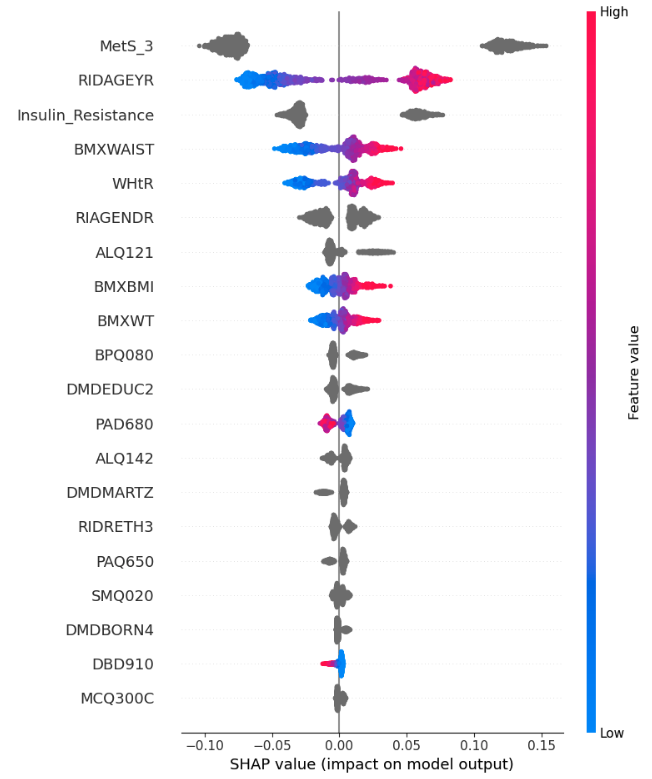 High
MetS_3
RIDAGEYR
Insulin_Resistance
BMXWAIST
WHtR
RIAGENDR
ALQ121
BMXBMI
BMXWT
BPQ080
DMDEDUC2
PAD680
ALQ142
DMDMARTZ
RIDRETH3
PAQ650
SMQ020
DMDBORN4
DBD910
MCQ300C
Feature value
Low
−0.10 −0.05 0.00 0.05 0.10 0.15
SHAP value (impact on model output)